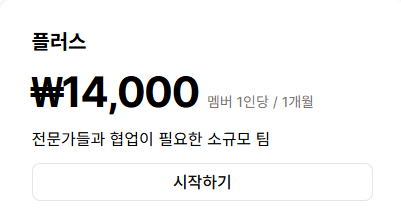 플러스
₩14,000 멤버 1인당 / 1개월
전문가들과 협업이 필요한 소규모 팀
시작하기